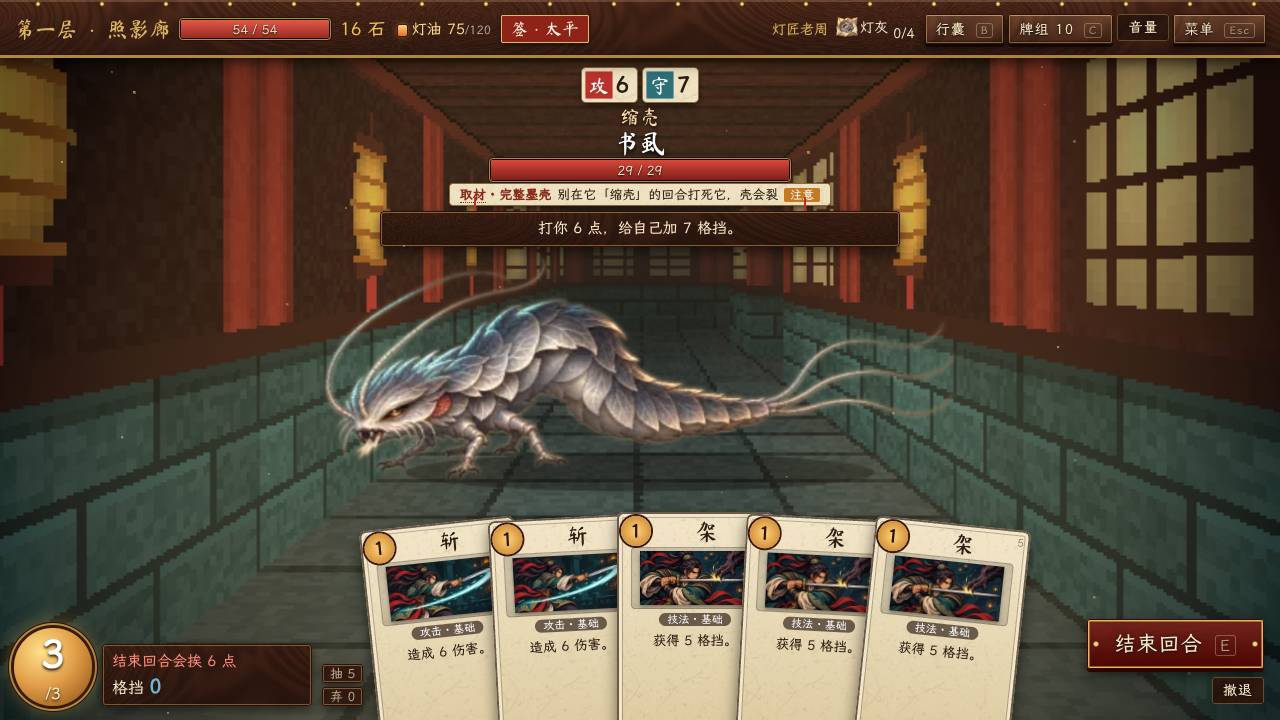 第一层 · 照影廊
54 / 54
16 石
灯油 75/120
签 · 太平
灯匠老周
灯灰 0/4
行囊 B
牌组 10 C
音量
菜单 Esc
攻 6
守 7
缩壳
书虱
29 / 29
取材 · 完整墨壳 别在它「缩壳」的回合打死它，壳会裂 注意
打你 6 点，给自己加 7 格挡。
1 斩
攻击 · 基础
造成 6 伤害。
1 斩
攻击 · 基础
造成 6 伤害。
1 架
技法 · 基础
获得 5 格挡。
1 架
技法 · 基础
获得 5 格挡。
1 架 5
技法 · 基础
获得 5 格挡。
3
/3
结束回合会挨 6 点
格挡 0
抽 5
弃 0
结束回合 E
撤退